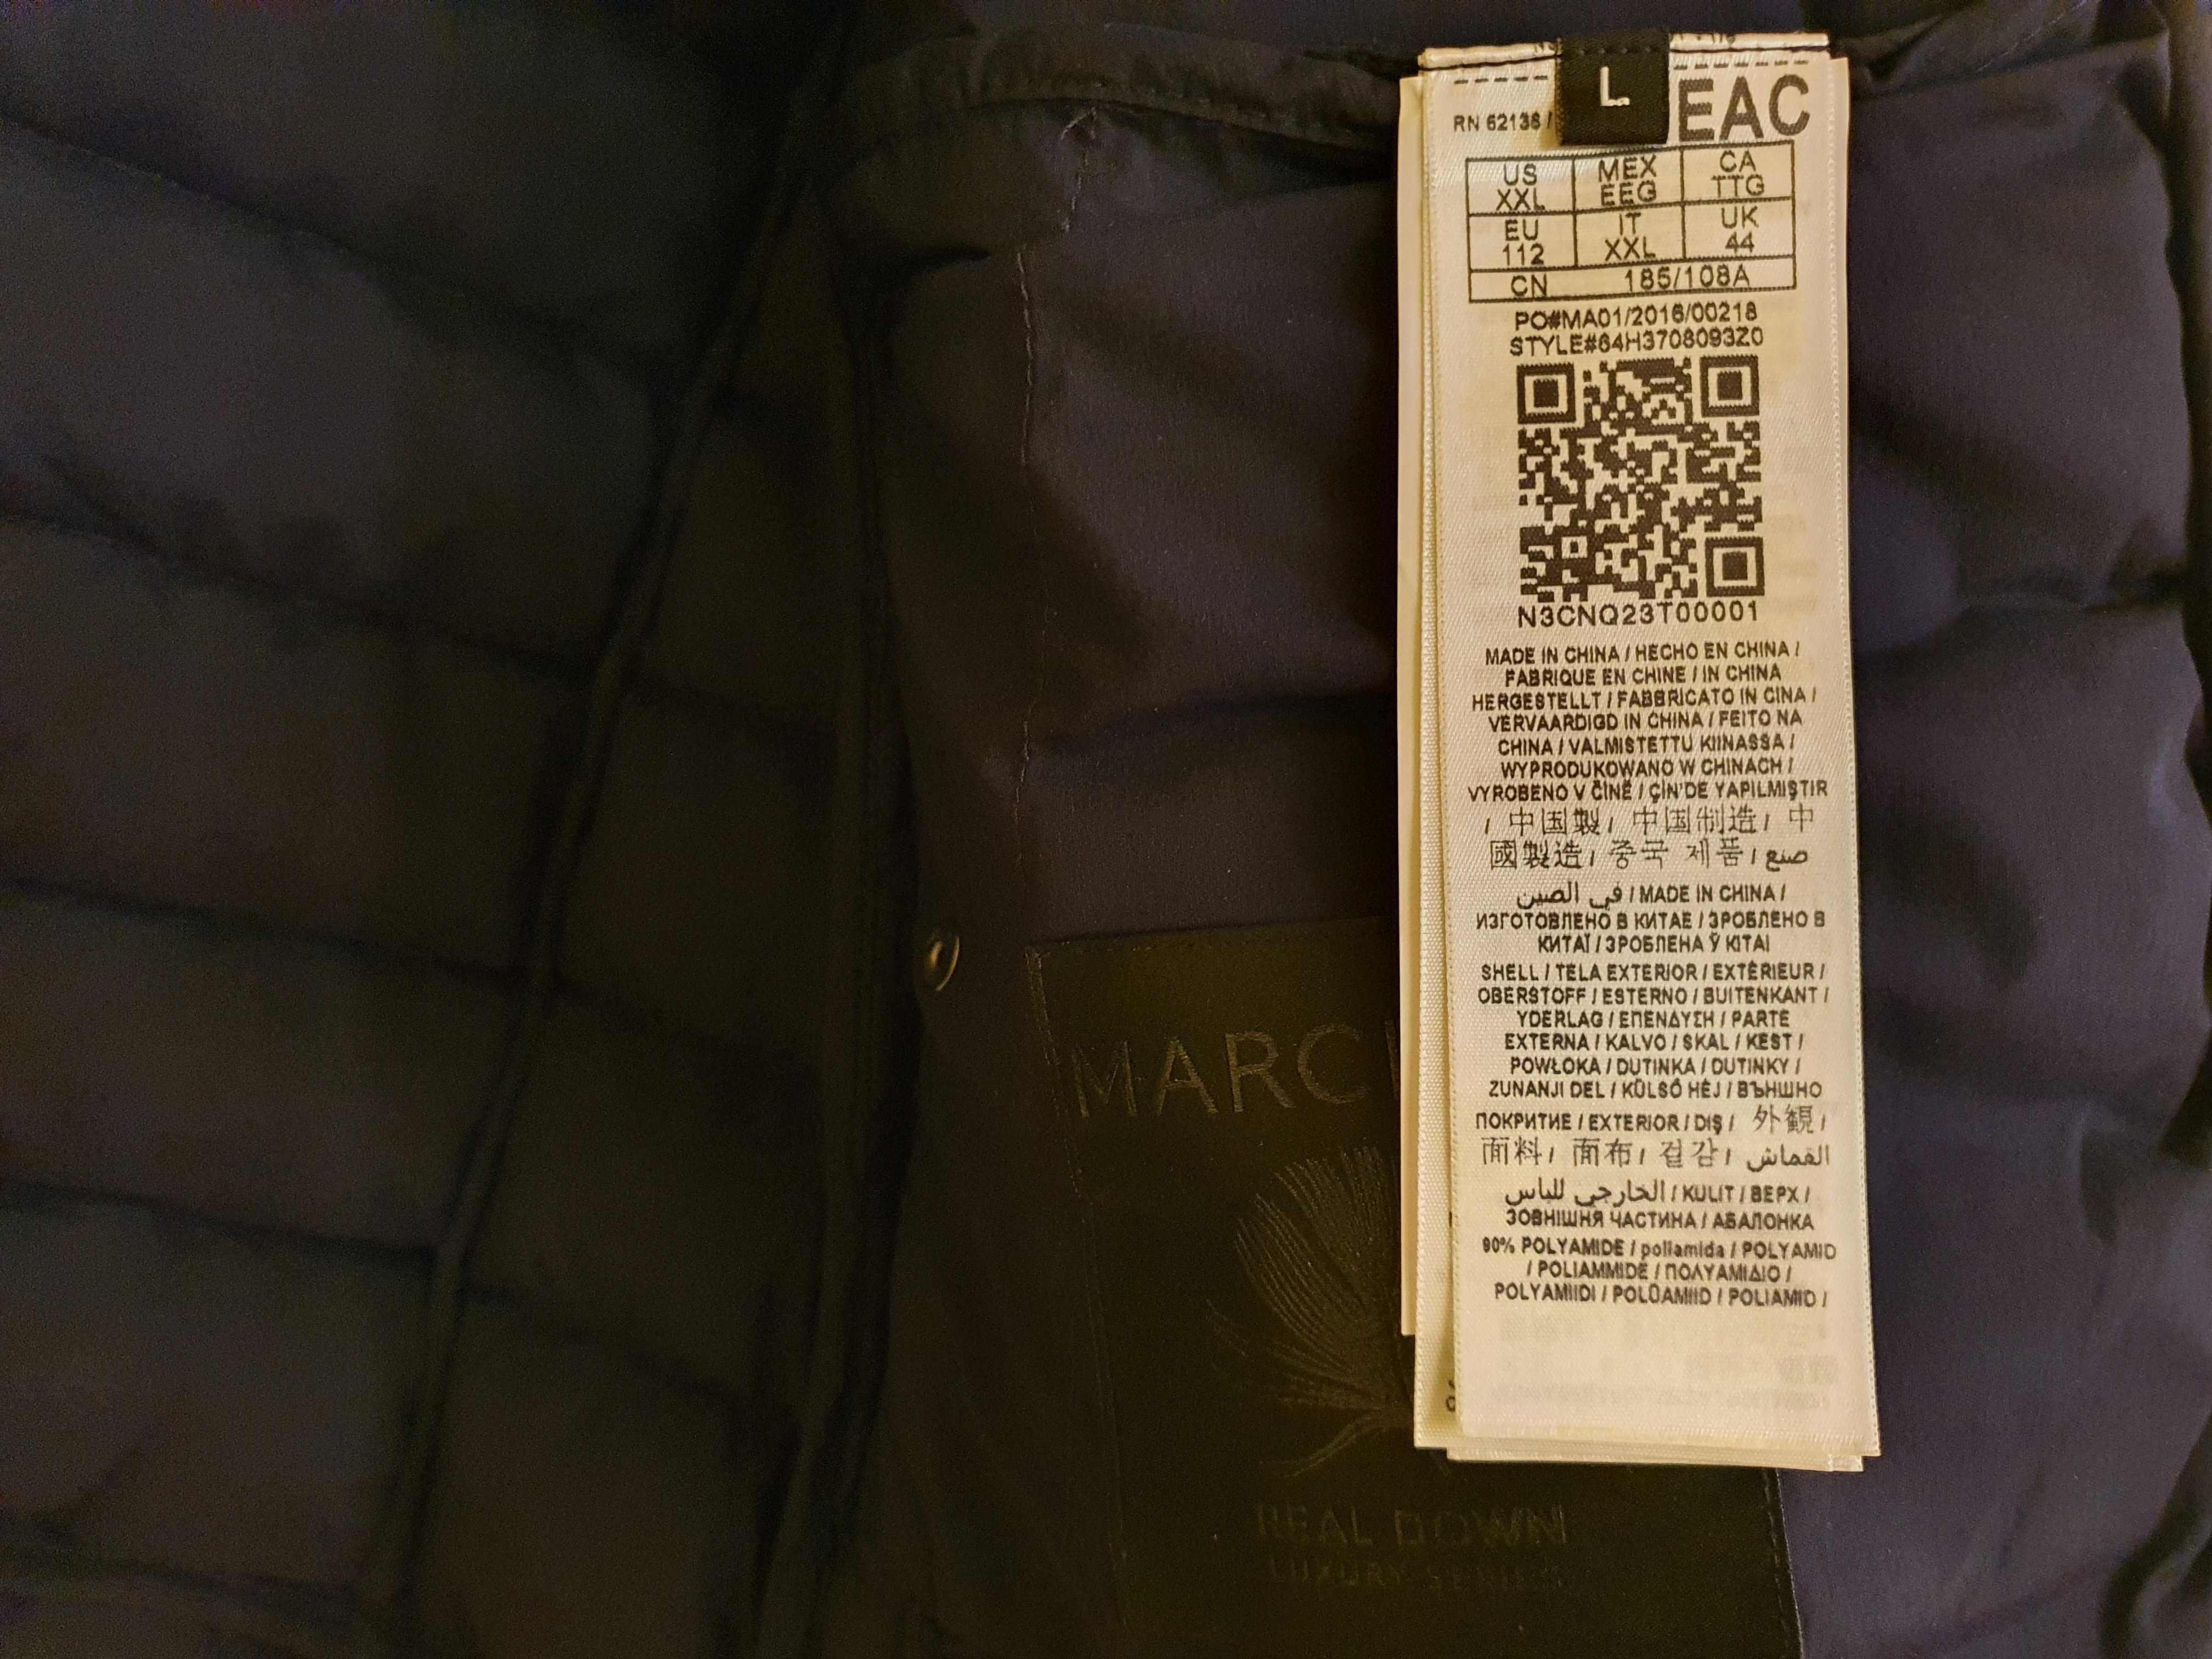 L
EAC
RN 62136 /
US MEX CA
XXL EEG TTG
EU IT UK
112 XXL 44
CN 185/108A
PO#MA01/2016/00218
STYLE#64H3708093Z0
N3CNQ23T00001
MADE IN CHINA / HECHO EN CHINA /
FABRIQUE EN CHINE / IN CHINA
HERGESTELLT / FABBRICATO IN CINA /
VERVAARDIGD IN CHINA / FEITO NA
CHINA / VALMISTETTU KIINASSA /
WYPRODUKOWANO W CHINACH /
VYROBENO V ČÍNĚ / ÇİN'DE YAPILMIŞTIR
/ 中国製 / 中国制造 / 中
國製造 / 중국 제품 / صنع
في الصين / MADE IN CHINA /
ИЗГОТОВЛЕНО В КИТАЕ / ЗРОБЛЕНО В
КИТАЇ / ЗРОБЛЕНА Ў КІТАІ
SHELL / TELA EXTERIOR / EXTÉRIEUR /
OBERSTOFF / ESTERNO / BUITENKANT /
YDERLAG / ΕΠΕΝΔΥΣΗ / PARTE
EXTERNA / KALVO / SKAL / KEST /
POWŁOKA / DUTINKA / DUTINKY /
ZUNANJI DEL / KÜLSŐ HÉJ / ВЪНШНО
ПОКРИТИЕ / EXTERIOR / DIŞ / 外観 /
面料 / 面布 / 겉감 / القماش
الخارجي للباس / KULIT / ВЕРХ /
ЗОВНІШНЯ ЧАСТИНА / АБАЛОНКА
90% POLYAMIDE / poliamida / POLYAMID
/ POLIAMMIDE / ΠΟΛΥΑΜΙΔΙΟ /
POLYAMIIDI / POLÜAMIID / POLIAMID /
MARC
REAL DOWN
LUXURY SERIES